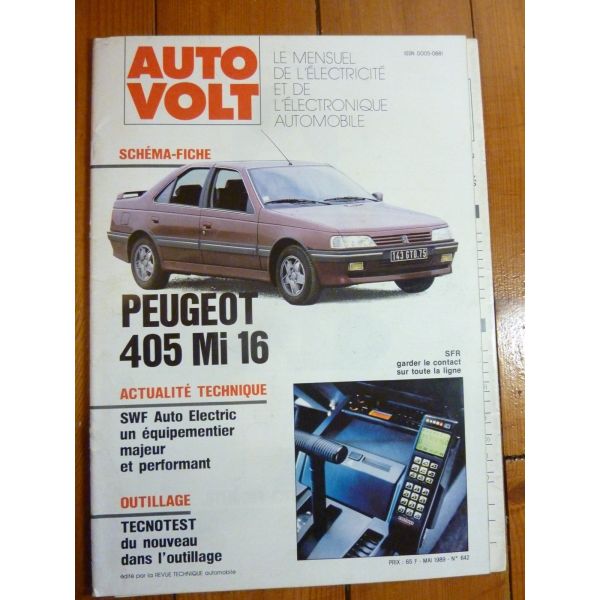 AUTO
VOLT
LE MENSUEL
DE L'ÉLECTRICITÉ
ET DE
L'ÉLECTRONIQUE
AUTOMOBILE
ISSN 0005-0881
SCHÉMA-FICHE
143 GTD 75
PEUGEOT
405 Mi 16
SFR
garder le contact
sur toute la ligne
ACTUALITÉ TECHNIQUE
SWF Auto Electric
un équipementier
majeur
et performant
OUTILLAGE
TECNOTEST
du nouveau
dans l'outillage
édité par la REVUE TECHNIQUE automobile
PRIX : 65 F - MAI 1989 - N° 642